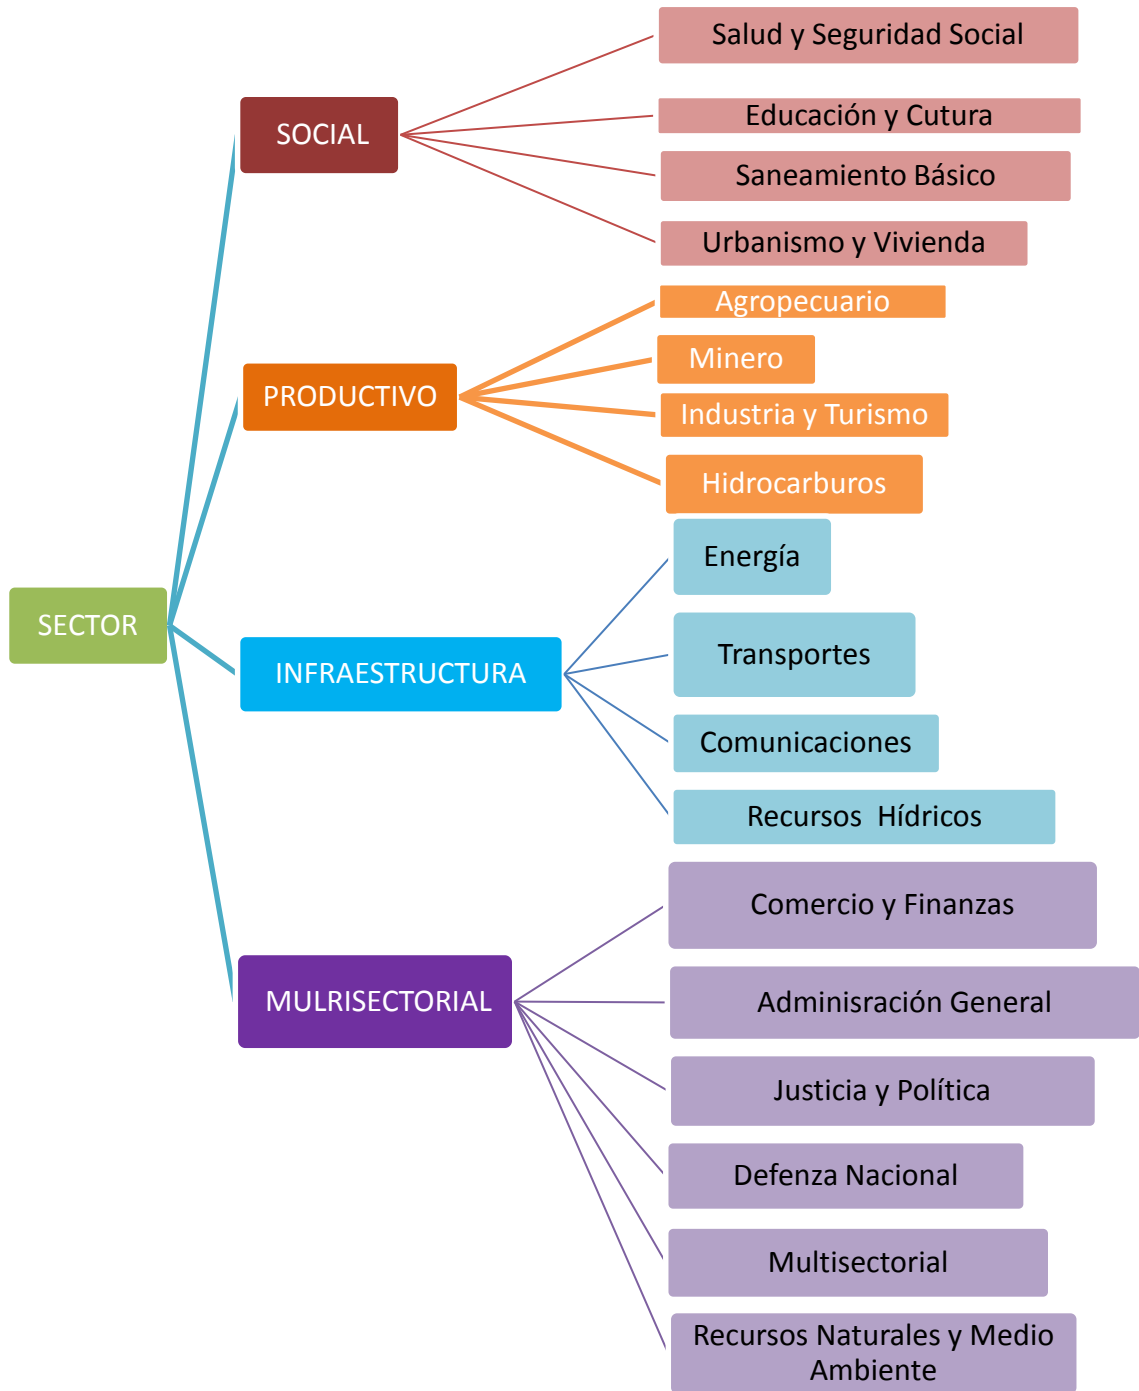 SECTOR
SOCIAL
Salud y Seguridad Social
Educación y Cutura
Saneamiento Básico
Urbanismo y Vivienda
PRODUCTIVO
Agropecuario
Minero
Industria y Turismo
Hidrocarburos
INFRAESTRUCTURA
Energía
Transportes
Comunicaciones
Recursos  Hídricos
MULRISECTORIAL
Comercio y Finanzas
Adminisración General
Justicia y Política
Defenza Nacional
Multisectorial
Recursos Naturales y Medio
Ambiente